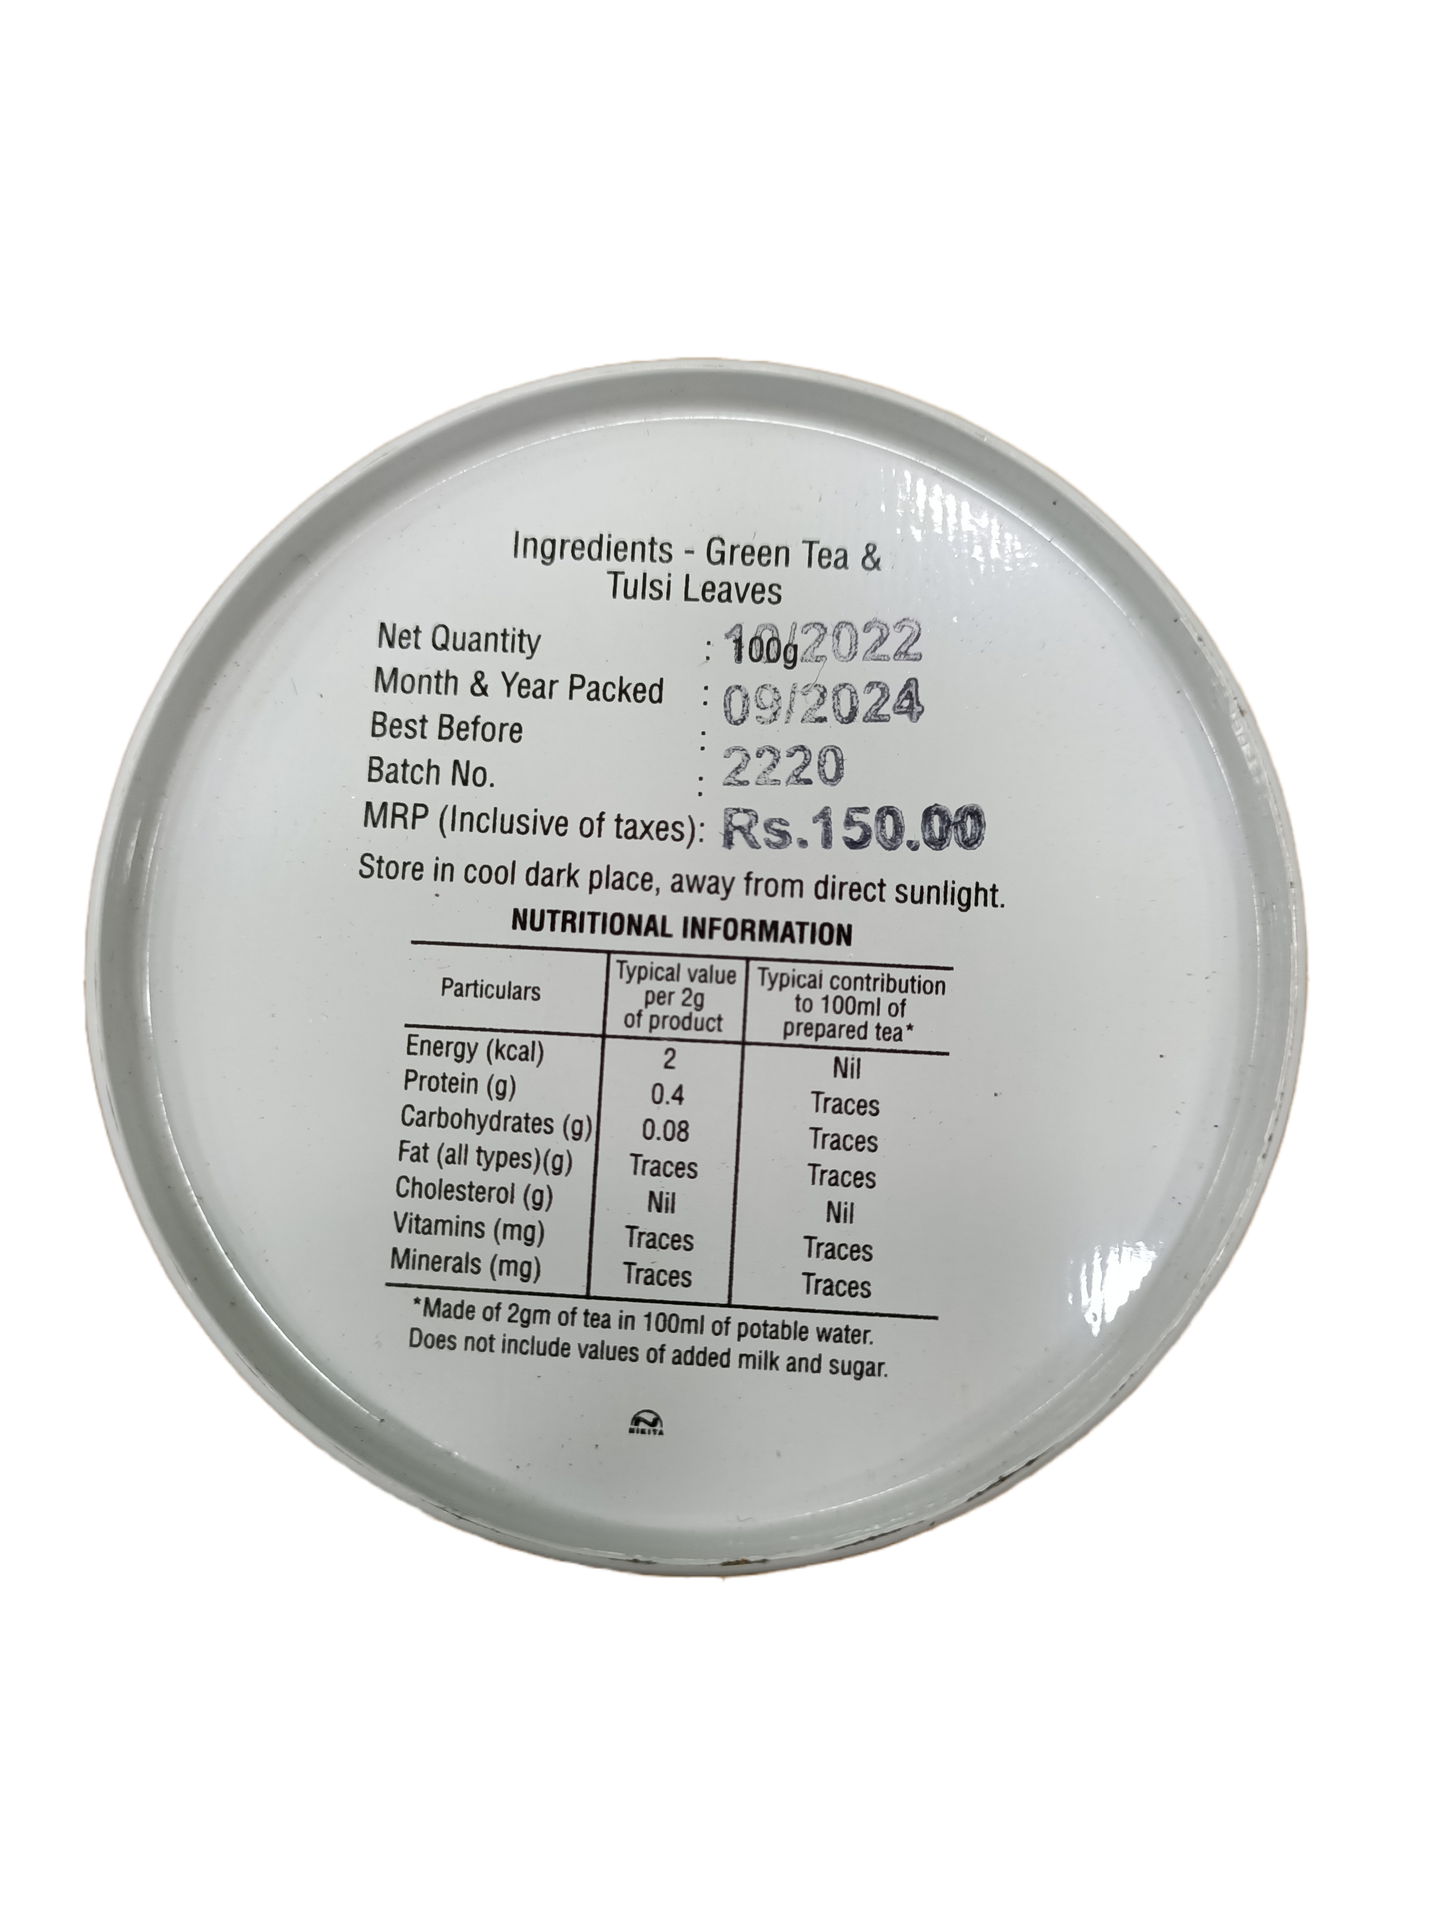 Ingredients - Green Tea &
Tulsi Leaves
Net Quantity : 100g 10/2022
Month & Year Packed : 09/2024
Best Before :
Batch No. : 2220
MRP (Inclusive of taxes): Rs.150.00
Store in cool dark place, away from direct sunlight.
NUTRITIONAL INFORMATION
Particulars Typical value per 2g of product Typical contribution to 100ml of prepared tea*
Energy (kcal) 2 Nil
Protein (g) 0.4 Traces
Carbohydrates (g) 0.08 Traces
Fat (all types)(g) Traces Traces
Cholesterol (g) Nil Nil
Vitamins (mg) Traces Traces
Minerals (mg) Traces Traces
*Made of 2gm of tea in 100ml of potable water.
Does not include values of added milk and sugar.
NIKITA